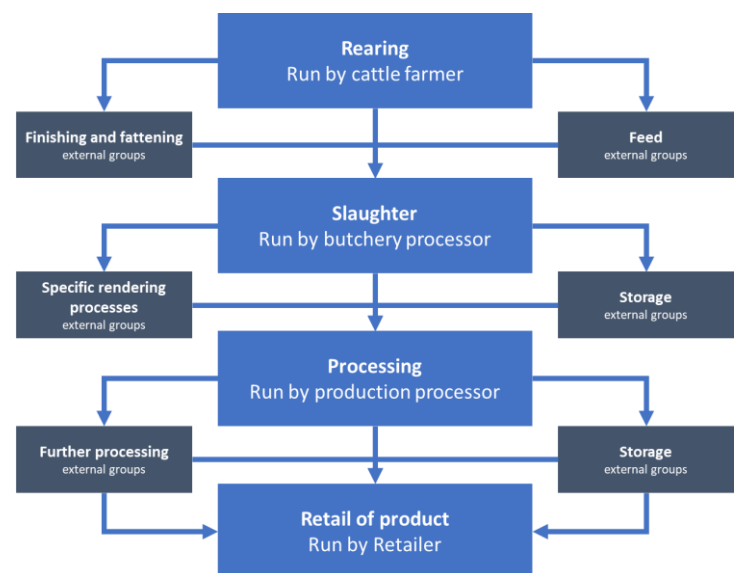 Rearing
Run by cattle farmer
Finishing and fattening
external groups
Feed
external groups
Slaughter
Run by butchery processor
Specific rendering
processes
external groups
Storage
external groups
Processing
Run by production processor
Further processing
external groups
Storage
external groups
Retail of product
Run by Retailer